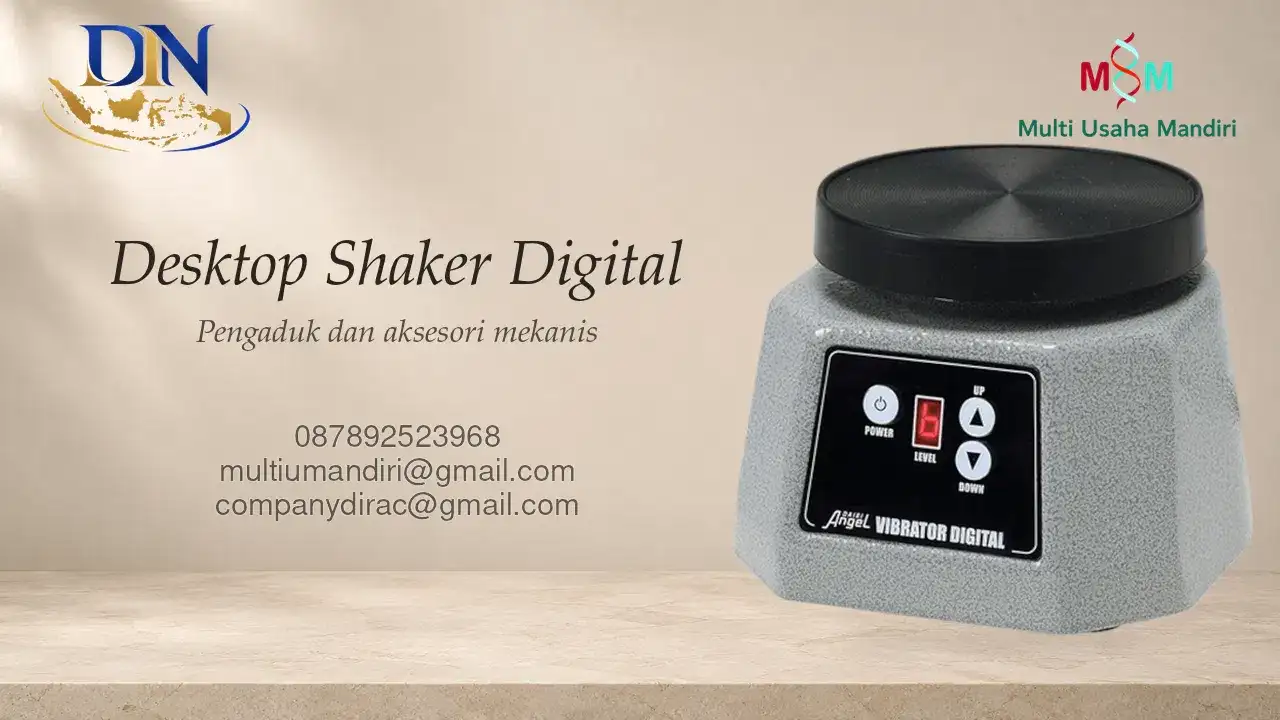 DN
M M
Multi Usaha Mandiri
Desktop Shaker Digital
Pengaduk dan aksesori mekanis
087892523968
multiumandiri@gmail.com
companydirac@gmail.com
UP
POWER
6
LEVEL
DOWN
DAIRI
AngeL VIBRATOR DIGITAL